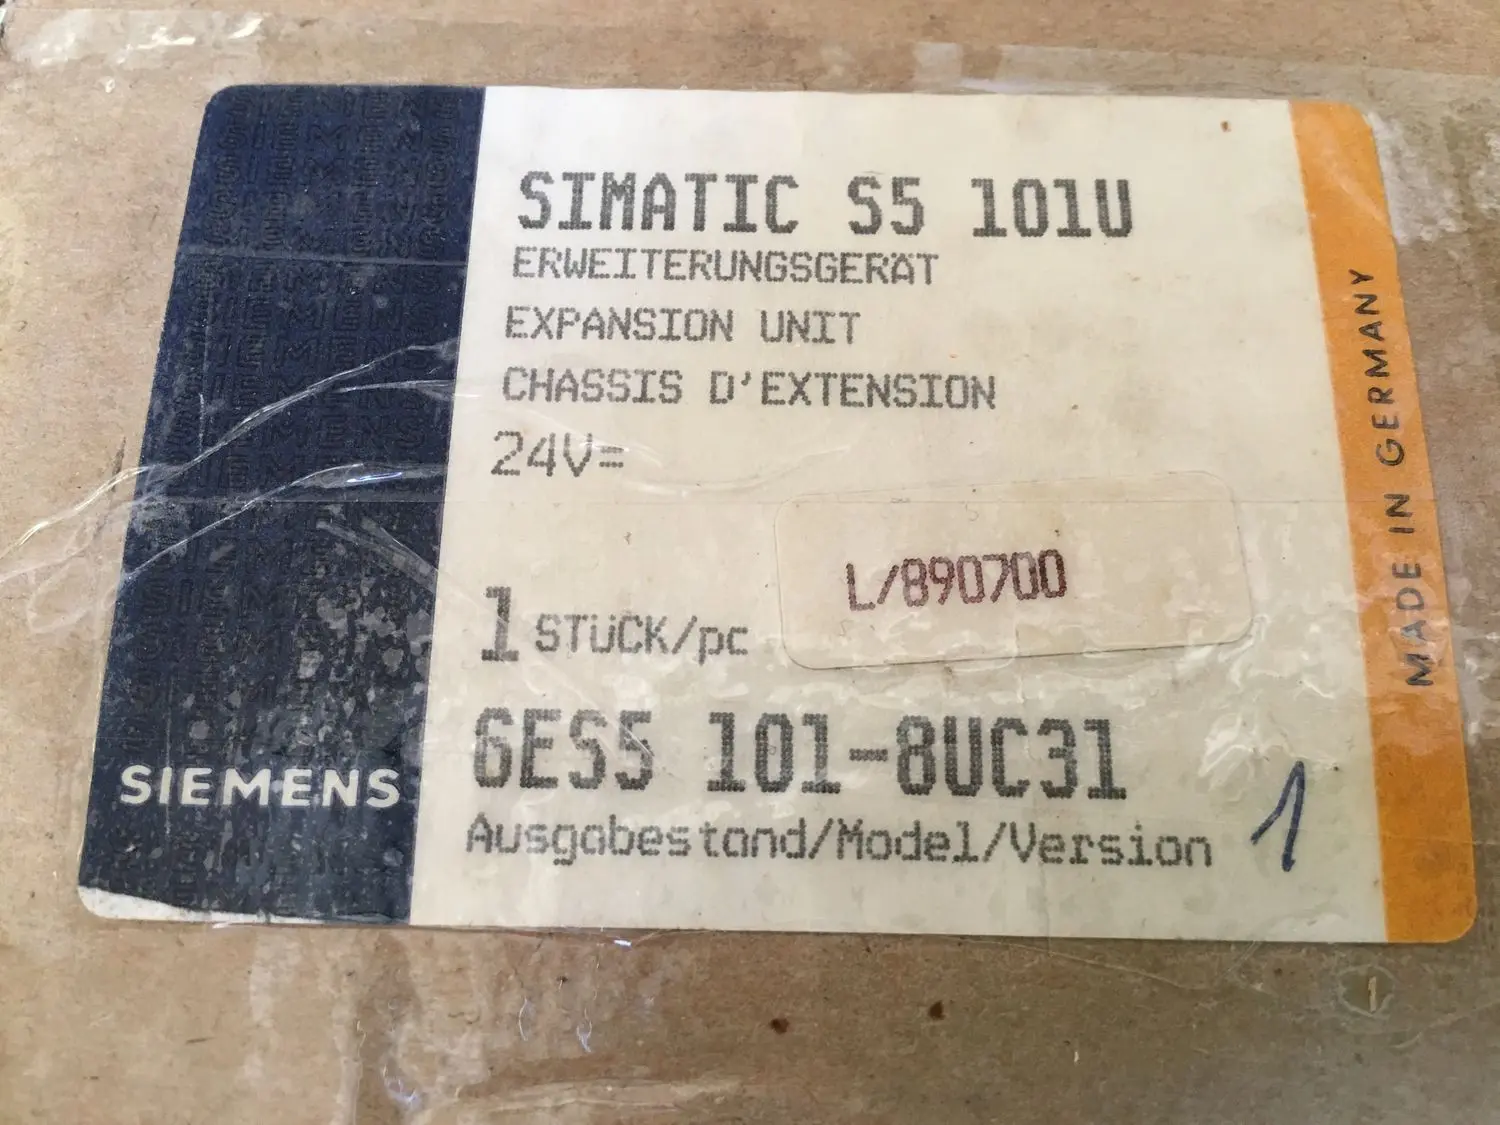 SIMATIC S5 101U
ERWEITERUNGSGERÄT
EXPANSION UNIT
CHASSIS D'EXTENSION
24V=
L/890700
1 STÜCK/pc
6ES5 101-8UC31
Ausgabestand/Model/Version 1
SIEMENS
MADE IN GERMANY